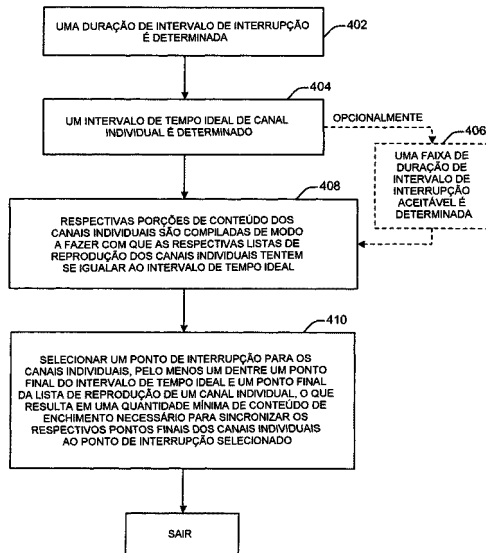 UMA DURAÇÃO DE INTERVALO DE INTERRUPÇÃO
É DETERMINADA
402
404
UM INTERVALO DE TEMPO IDEAL DE CANAL
INDIVIDUAL É DETERMINADO
OPCIONALMENTE
406
UMA FAIXA DE
DURAÇÃO DE
INTERVALO DE
INTERRUPÇÃO
ACEITÁVEL É
DETERMINADA
408
RESPECTIVAS PORÇÕES DE CONTEÚDO DOS
CANAIS INDIVIDUAIS SÃO COMPILADAS DE MODO
A FAZER COM QUE AS RESPECTIVAS LISTAS DE
REPRODUÇÃO DOS CANAIS INDIVIDUAIS TENTEM
SE IGUALAR AO INTERVALO DE TEMPO IDEAL
410
SELECIONAR UM PONTO DE INTERRUPÇÃO PARA OS
CANAIS INDIVIDUAIS, PELO MENOS UM DENTRE UM PONTO
FINAL DO INTERVALO DE TEMPO IDEAL E UM PONTO FINAL
DA LISTA DE REPRODUÇÃO DE UM CANAL INDIVIDUAL, O QUE
RESULTA EM UMA QUANTIDADE MÍNIMA DE CONTEÚDO DE
ENCHIMENTO NECESSÁRIO PARA SINCRONIZAR OS
RESPECTIVOS PONTOS FINAIS DOS CANAIS INDIVIDUAIS
AO PONTO DE INTERRUPÇÃO SELECIONADO
SAIR